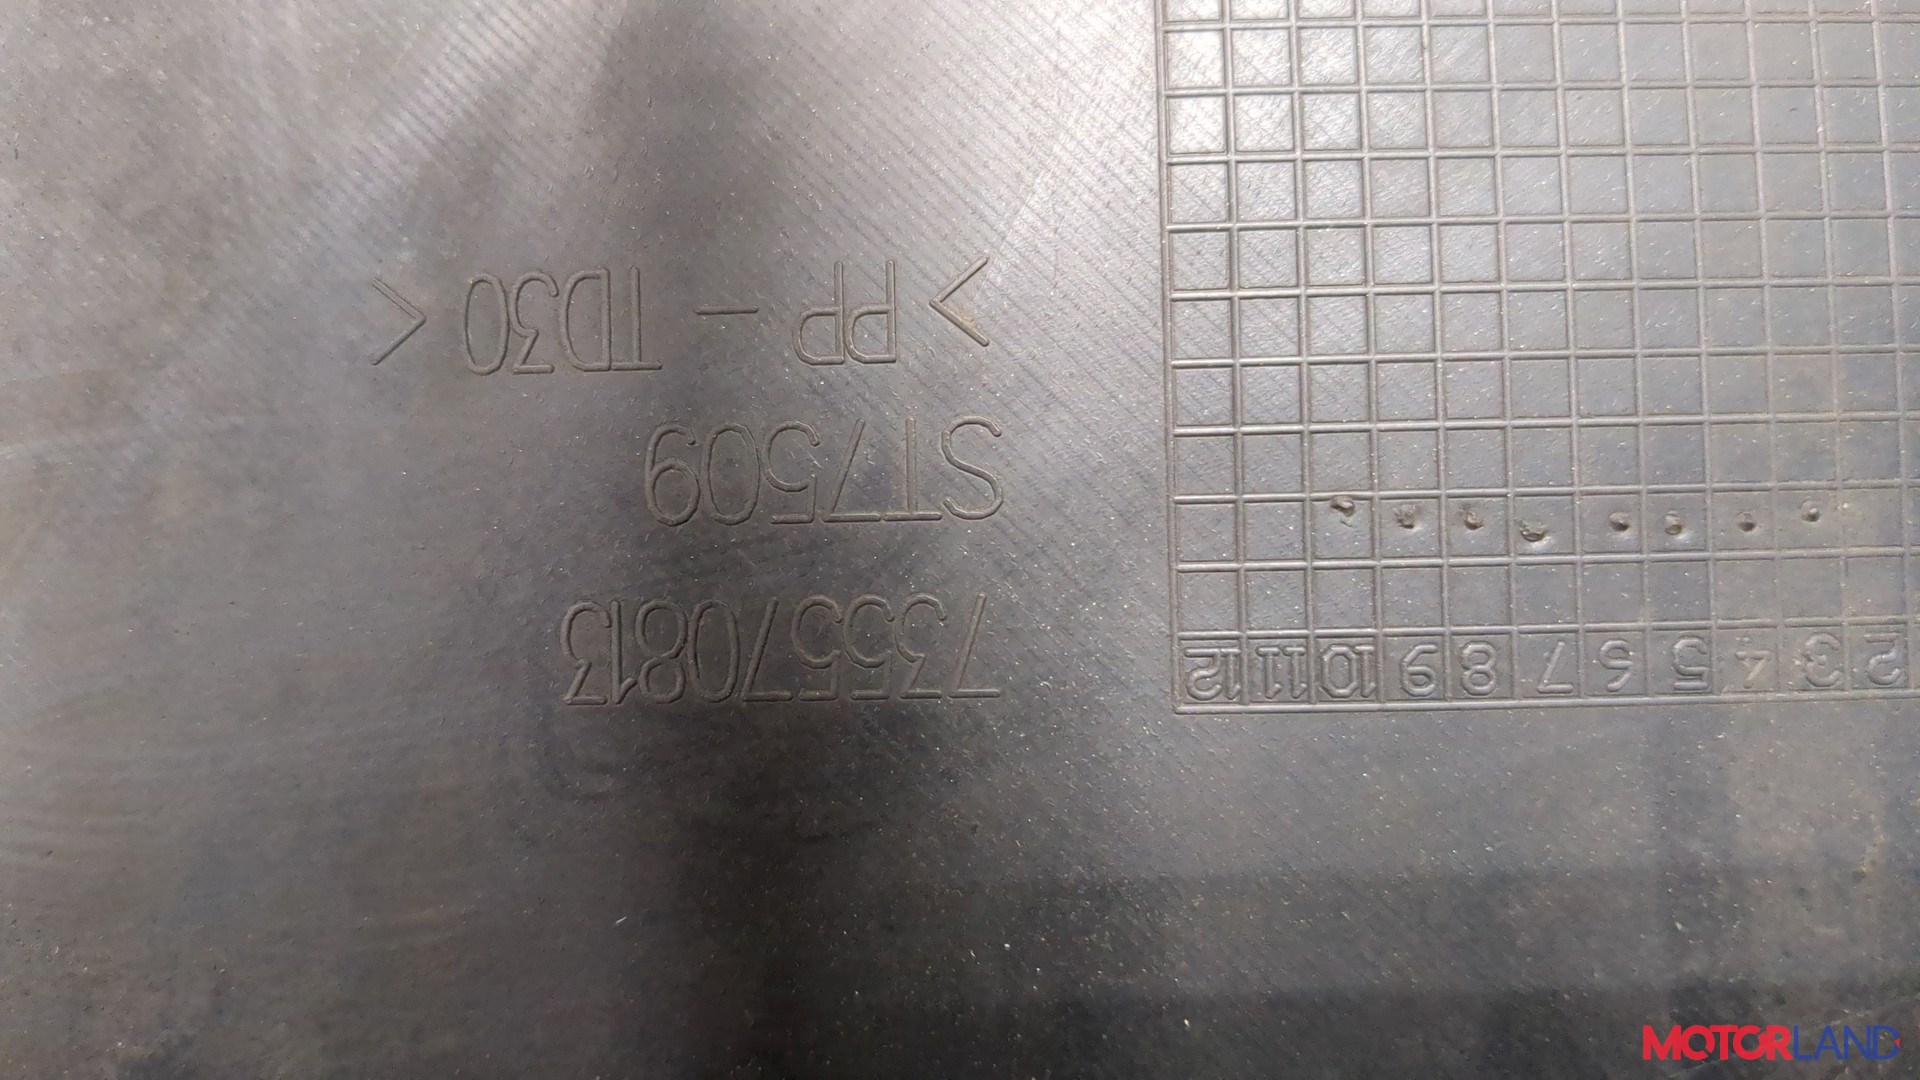 2 3 4 5 6 7 8 9 10 11 12
735570813
ST7509
> PP - TD30 <
MOTORLAND